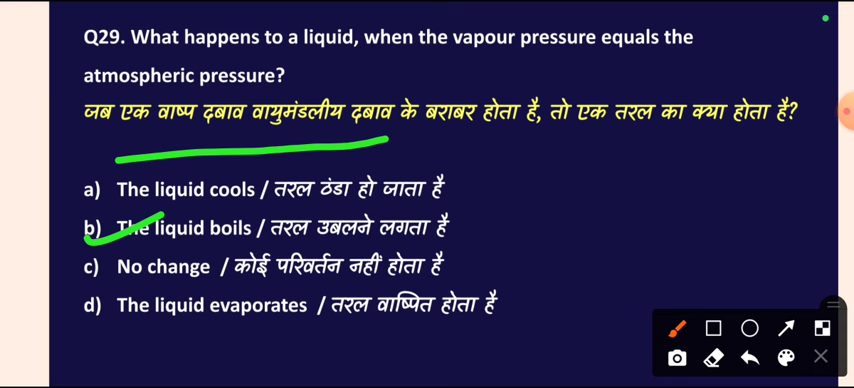 Q29. What happens to a liquid, when the vapour pressure equals the
atmospheric pressure?
जब एक वाष्प दबाव वायुमंडलीय दबाव के बराबर होता है, तो एक तरल का क्या होता है?
a) The liquid cools / तरल ठंडा हो जाता है
b) The liquid boils / तरल उबलने लगता है
c) No change / कोई परिवर्तन नहीं होता है
d) The liquid evaporates / तरल वाष्पित होता है